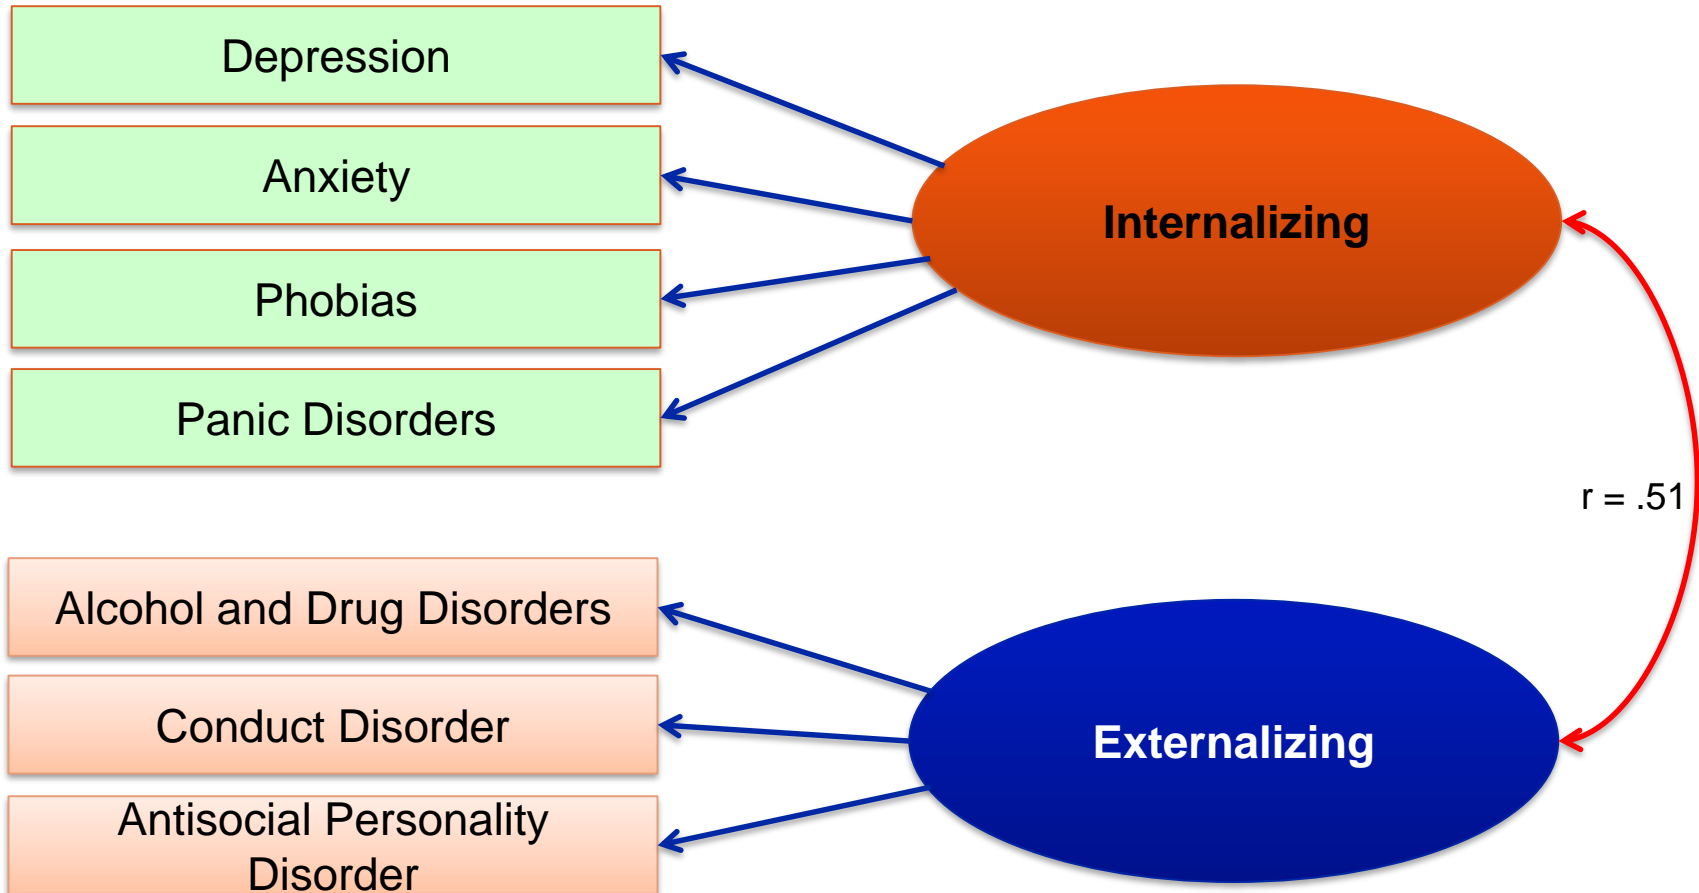 Depression
Anxiety
Internalizing
Phobias
Panic Disorders
r = .51
Alcohol and Drug Disorders
Conduct Disorder
Externalizing
Antisocial Personality
Disorder